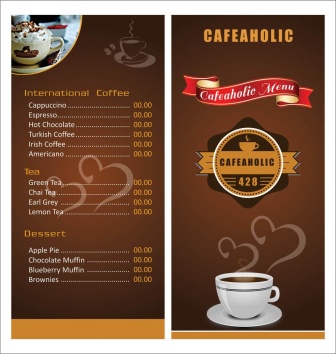 International Coffee
Cappuccino ........................ 00.00
Espresso ............................ 00.00
Hot Chocolate .................... 00.00
Turkish Coffee .................... 00.00
Irish Coffee ........................ 00.00
Americano ......................... 00.00
Tea
Green Tea .......................... 00.00
Chai Tea ............................ 00.00
Earl Grey ........................... 00.00
Lemon Tea ......................... 00.00
Dessert
Apple Pie ........................... 00.00
Chocolate Muffin ............... 00.00
Blueberry Muffin ................ 00.00
Brownies ........................... 00.00
CAFEAHOLIC
Cafeaholic Menu
CAFEAHOLIC
428